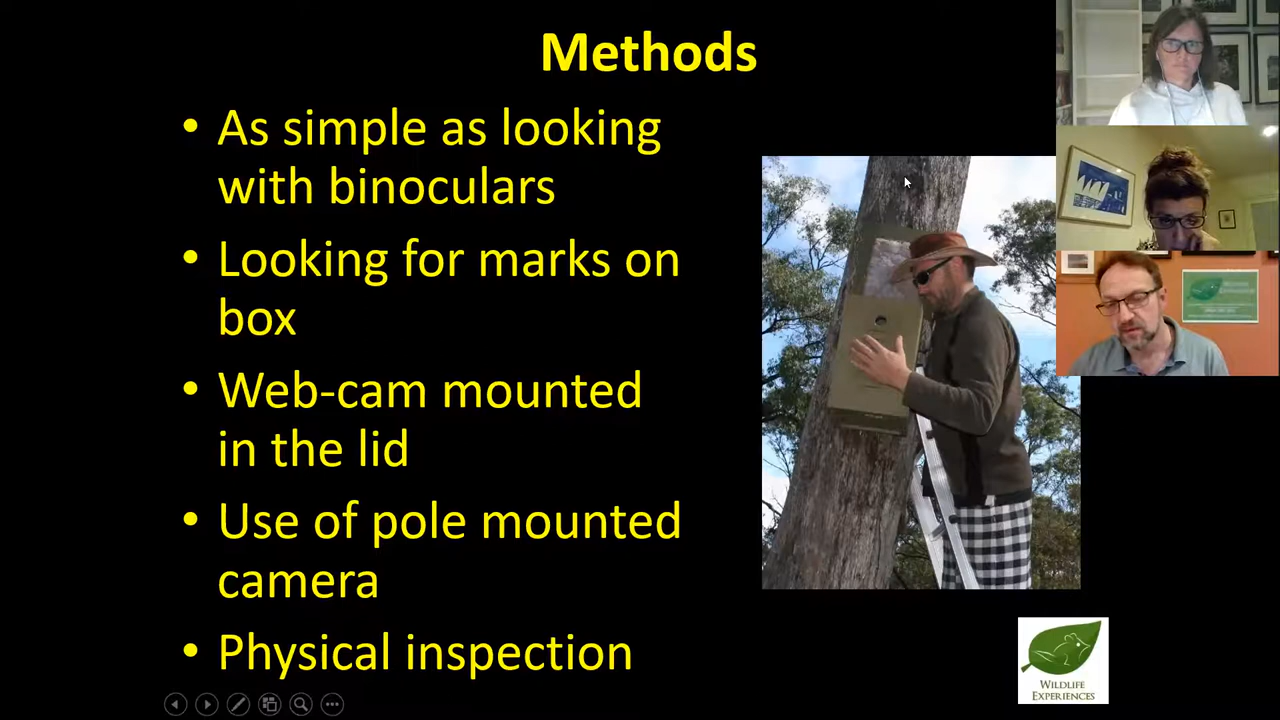 Methods
• As simple as looking
with binoculars
• Looking for marks on
box
• Web-cam mounted
in the lid
• Use of pole mounted
camera
• Physical inspection
WILDLIFE
EXPERIENCES